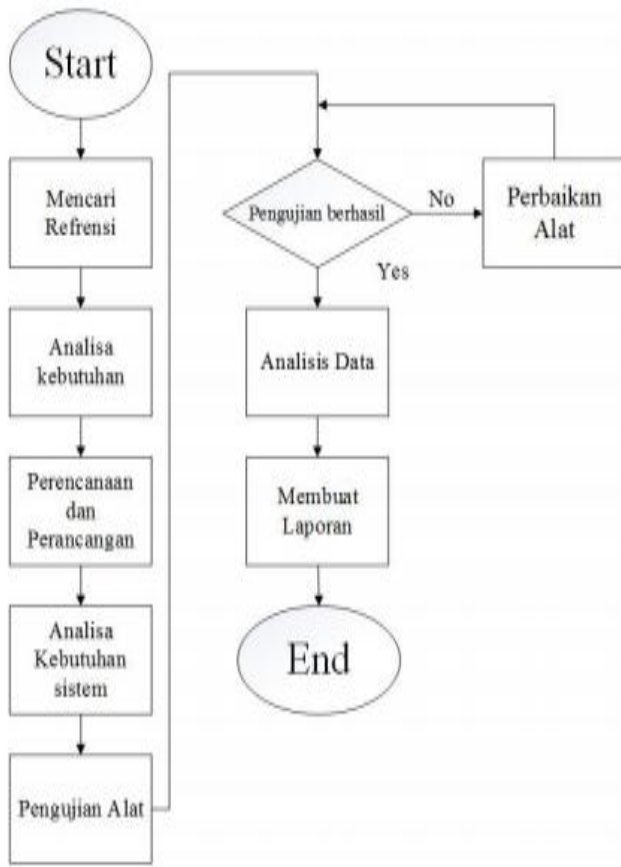 Start
Mencari
Refrensi
Analisa
kebutuhan
Perencanaan
dan
Perancangan
Analisa
Kebutuhan
sistem
Pengujian Alat
Pengujian berhasil
No
Perbaikan
Alat
Yes
Analisis Data
Membuat
Laporan
End